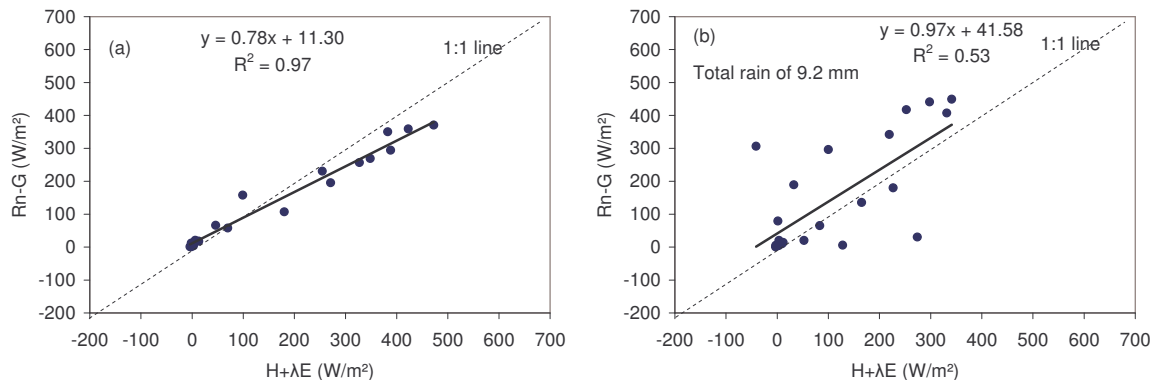 (a)
y = 0.78x + 11.30
R² = 0.97
1:1 line
Rn-G (W/m²)
700
600
500
400
300
200
100
0
-100
-200
-200 -100 0 100 200 300 400 500 600 700
H+λE (W/m²)
(b)
y = 0.97x + 41.58
R² = 0.53
1:1 line
Total rain of 9.2 mm
Rn-G (W/m²)
700
600
500
400
300
200
100
0
-100
-200
-200 -100 0 100 200 300 400 500 600 700
H+λE (W/m²)